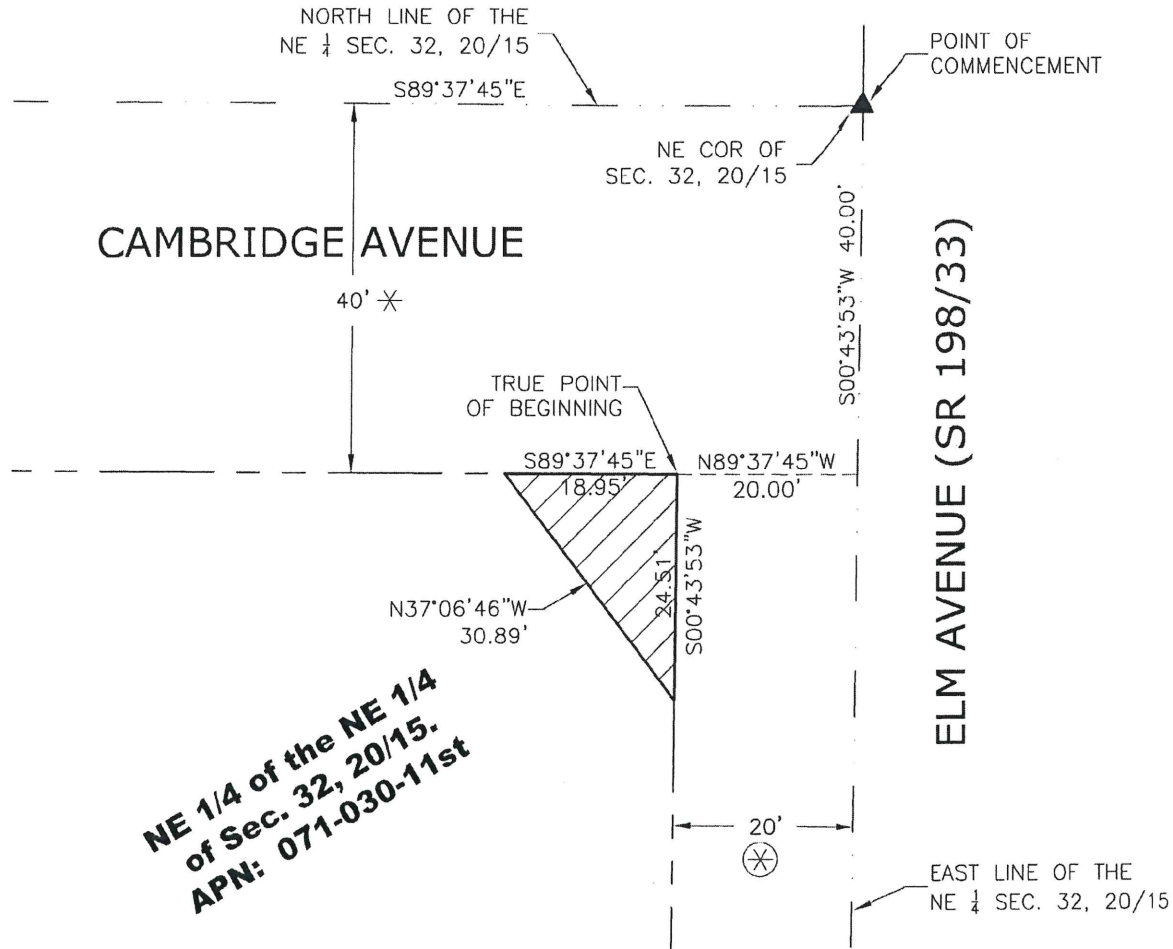 NORTH LINE OF THE
NE 1/4 SEC. 32, 20/15
S89°37'45"E
POINT OF
COMMENCEMENT
NE COR OF
SEC. 32, 20/15
CAMBRIDGE AVENUE
40'
S00°43'53"W 40.00'
ELM AVENUE (SR 198/33)
TRUE POINT
OF BEGINNING
S89°37'45"E
18.95'
N89°37'45"W
20.00'
24.51'
S00°43'53"W
N37°06'46"W
30.89'
NE 1/4 of the NE 1/4
of Sec. 32, 20/15.
APN: 071-030-11st
20'
EAST LINE OF THE
NE 1/4 SEC. 32, 20/15